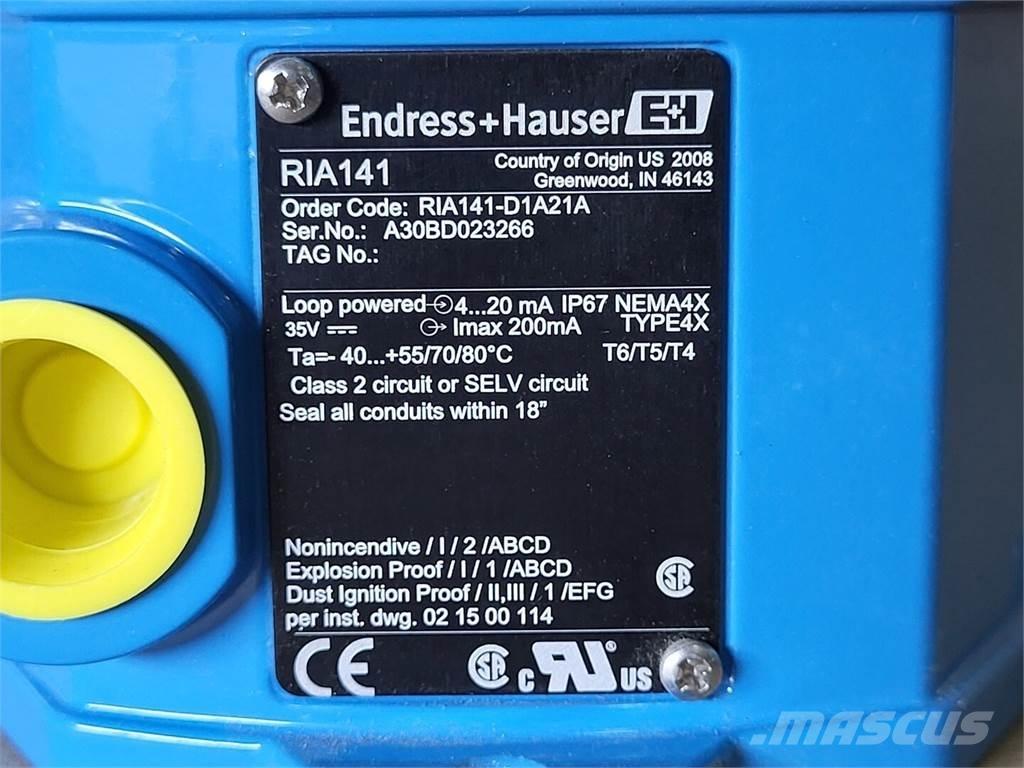 Endress+Hauser E+H
RIA141
Country of Origin US 2008
Greenwood, IN 46143
Order Code: RIA141-D1A21A
Ser.No.: A30BD023266
TAG No.:
Loop powered 4...20 mA IP67 NEMA4X
35V Imax 200mA TYPE4X
Ta=- 40...+55/70/80°C T6/T5/T4
Class 2 circuit or SELV circuit
Seal all conduits within 18”
Nonincendive / I / 2 /ABCD
Explosion Proof / I / 1 /ABCD
Dust Ignition Proof / II,III / 1 /EFG
per inst. dwg. 02 15 00 114
SA
CE SA c RU® US
MASCUS